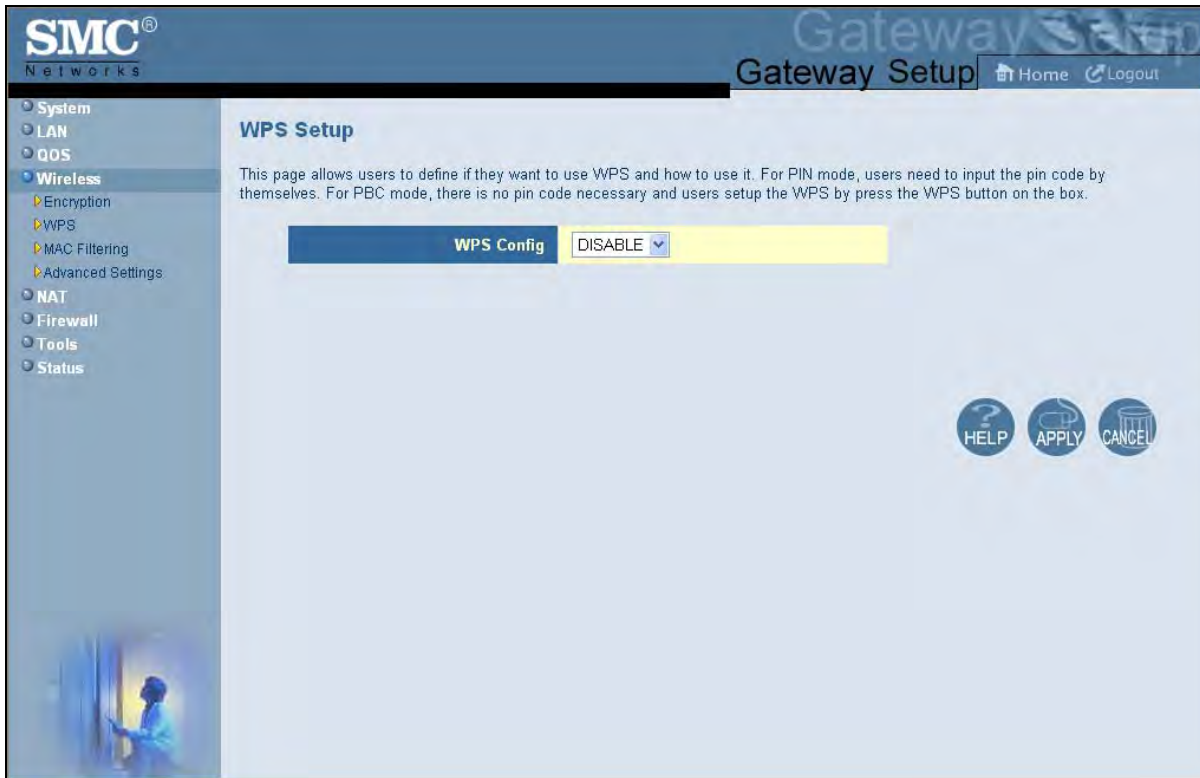 SMC®
Networks
Gateway Setup
Gateway Setup
Home
Logout
System
LAN
QOS
Wireless
Encryption
WPS
MAC Filtering
Advanced Settings
NAT
Firewall
Tools
Status
WPS Setup
This page allows users to define if they want to use WPS and how to use it. For PIN mode, users need to input the pin code by
themselves. For PBC mode, there is no pin code necessary and users setup the WPS by press the WPS button on the box.
WPS Config
DISABLE
HELP
APPLY
CANCEL